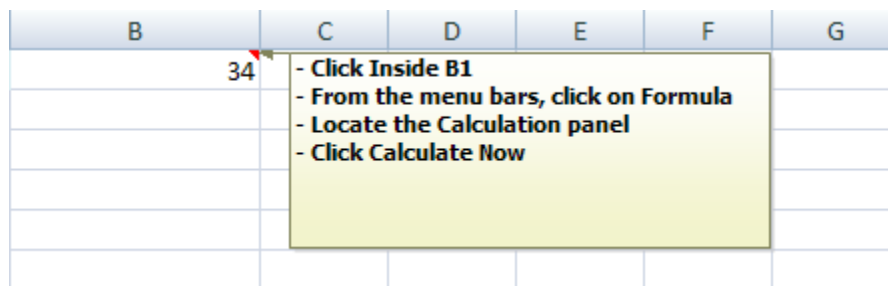 B C D E F G
34
- Click Inside B1
- From the menu bars, click on Formula
- Locate the Calculation panel
- Click Calculate Now